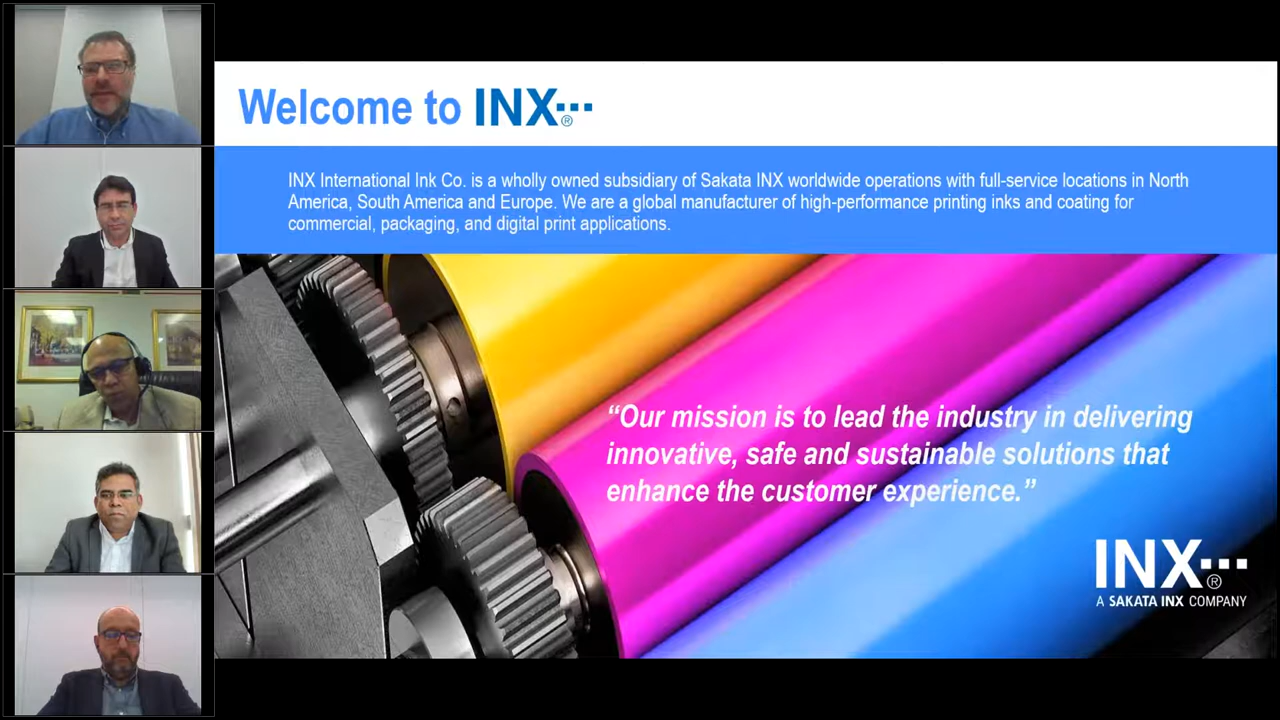 Welcome to INX®
INX International Ink Co. is a wholly owned subsidiary of Sakata INX worldwide operations with full-service locations in North
America, South America and Europe. We are a global manufacturer of high-performance printing inks and coating for
commercial, packaging, and digital print applications.
“Our mission is to lead the industry in delivering
innovative, safe and sustainable solutions that
enhance the customer experience.”
INX®
A SAKATA INX COMPANY